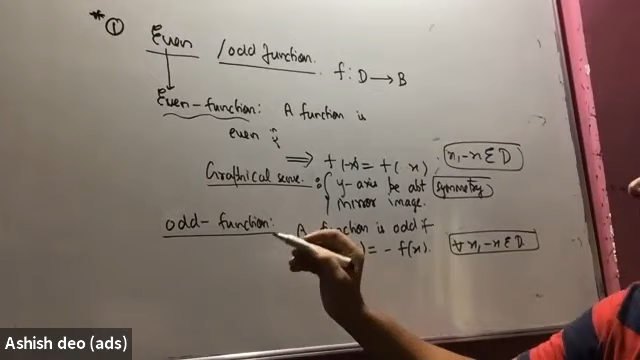 * ① Even /odd function. f: D → B
Even-function: A function is
even if
⇒ f(-x) = f(x) ; x, -x ∈ D
Graphical sense: y-axis pe abt symmetry
mirror image.
odd-function: A function is odd if
) = - f(x). ∀ x, -x ∈ D
Ashish deo (ads)